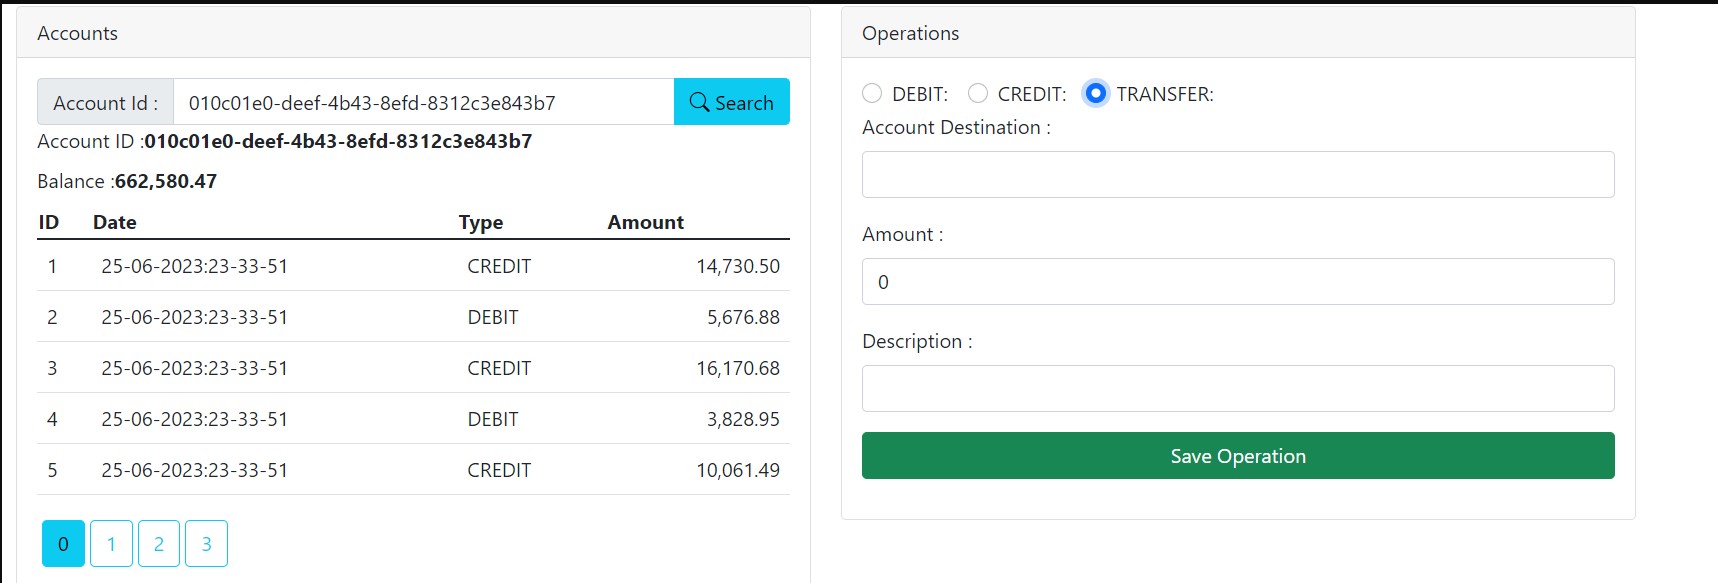 Accounts
Account Id : 010c01e0-deef-4b43-8efd-8312c3e843b7 Search
Account ID :010c01e0-deef-4b43-8efd-8312c3e843b7
Balance :662,580.47
ID Date Type Amount
1 25-06-2023:23-33-51 CREDIT 14,730.50
2 25-06-2023:23-33-51 DEBIT 5,676.88
3 25-06-2023:23-33-51 CREDIT 16,170.68
4 25-06-2023:23-33-51 DEBIT 3,828.95
5 25-06-2023:23-33-51 CREDIT 10,061.49
0 1 2 3
Operations
DEBIT: CREDIT: TRANSFER:
Account Destination :
Amount :
0
Description :
Save Operation